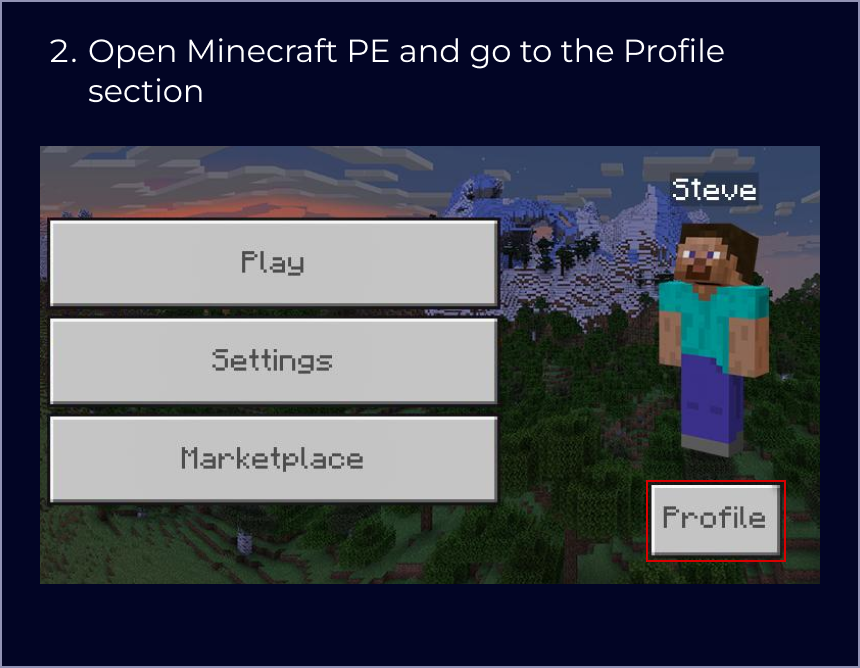 2. Open Minecraft PE and go to the Profile
section
Steve
Play
Settings
Marketplace
Profile